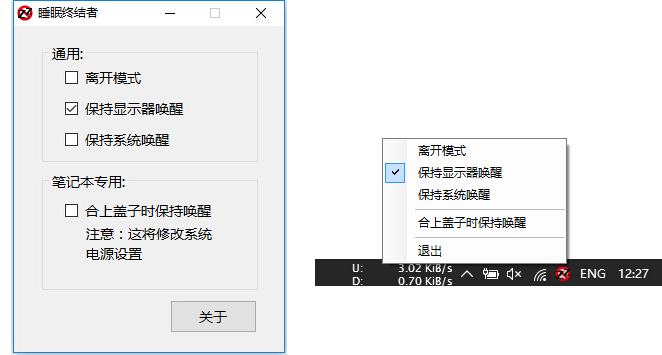 睡眠终结者
通用:
离开模式
保持显示器唤醒
保持系统唤醒
笔记本专用:
合上盖子时保持唤醒
注意：这将修改系统
电源设置
关于
离开模式
保持显示器唤醒
保持系统唤醒
合上盖子时保持唤醒
退出
U: 3.02 KiB/s
D: 0.70 KiB/s
ENG 12:27